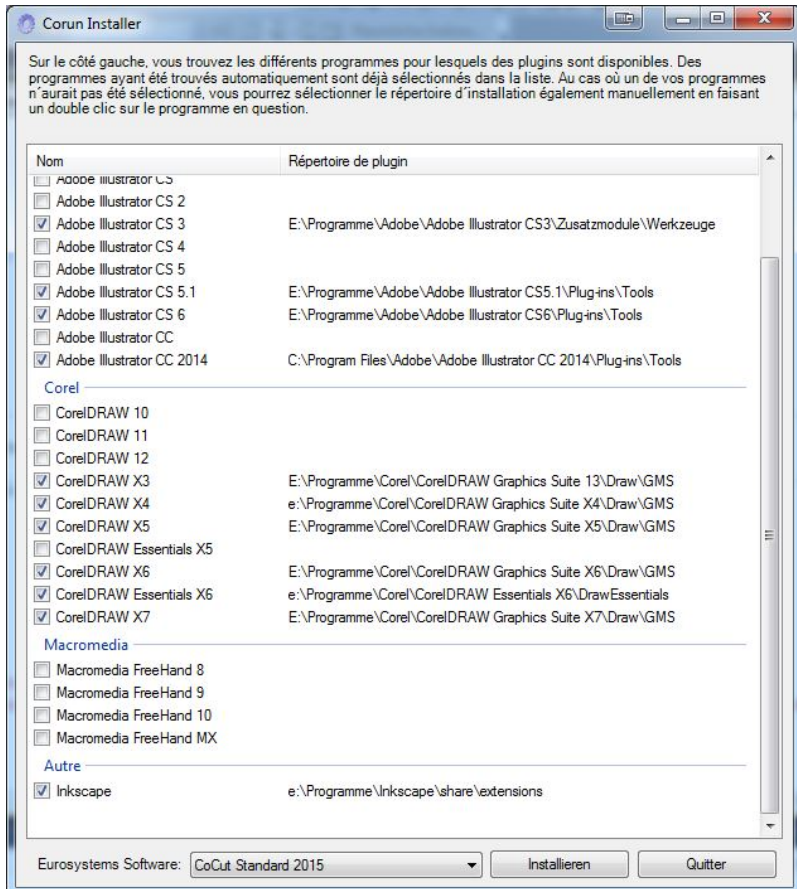 Corun Installer
Sur le côté gauche, vous trouvez les différents programmes pour lesquels des plugins sont disponibles. Des
programmes ayant été trouvés automatiquement sont déjà sélectionnés dans la liste. Au cas où un de vos programmes
n´aurait pas été sélectionné, vous pourrez sélectionner le répertoire d´installation également manuellement en faisant
un double clic sur le programme en question.
Nom Répertoire de plugin
Adobe Illustrator CS
Adobe Illustrator CS 2
Adobe Illustrator CS 3 E:\Programme\Adobe\Adobe Illustrator CS3\Zusatzmodule\Werkzeuge
Adobe Illustrator CS 4
Adobe Illustrator CS 5
Adobe Illustrator CS 5.1 E:\Programme\Adobe\Adobe Illustrator CS5.1\Plug-ins\Tools
Adobe Illustrator CS 6 E:\Programme\Adobe\Adobe Illustrator CS6\Plug-ins\Tools
Adobe Illustrator CC
Adobe Illustrator CC 2014 C:\Program Files\Adobe\Adobe Illustrator CC 2014\Plug-ins\Tools
Corel
CorelDRAW 10
CorelDRAW 11
CorelDRAW 12
CorelDRAW X3 E:\Programme\Corel\CorelDRAW Graphics Suite 13\Draw\GMS
CorelDRAW X4 e:\Programme\Corel\CorelDRAW Graphics Suite X4\Draw\GMS
CorelDRAW X5 E:\Programme\Corel\CorelDRAW Graphics Suite X5\Draw\GMS
CorelDRAW Essentials X5
CorelDRAW X6 E:\Programme\Corel\CorelDRAW Graphics Suite X6\Draw\GMS
CorelDRAW Essentials X6 e:\Programme\Corel\CorelDRAW Essentials X6\DrawEssentials
CorelDRAW X7 E:\Programme\Corel\CorelDRAW Graphics Suite X7\Draw\GMS
Macromedia
Macromedia FreeHand 8
Macromedia FreeHand 9
Macromedia FreeHand 10
Macromedia FreeHand MX
Autre
Inkscape e:\Programme\Inkscape\share\extensions
Eurosystems Software: CoCut Standard 2015 Installieren Quitter